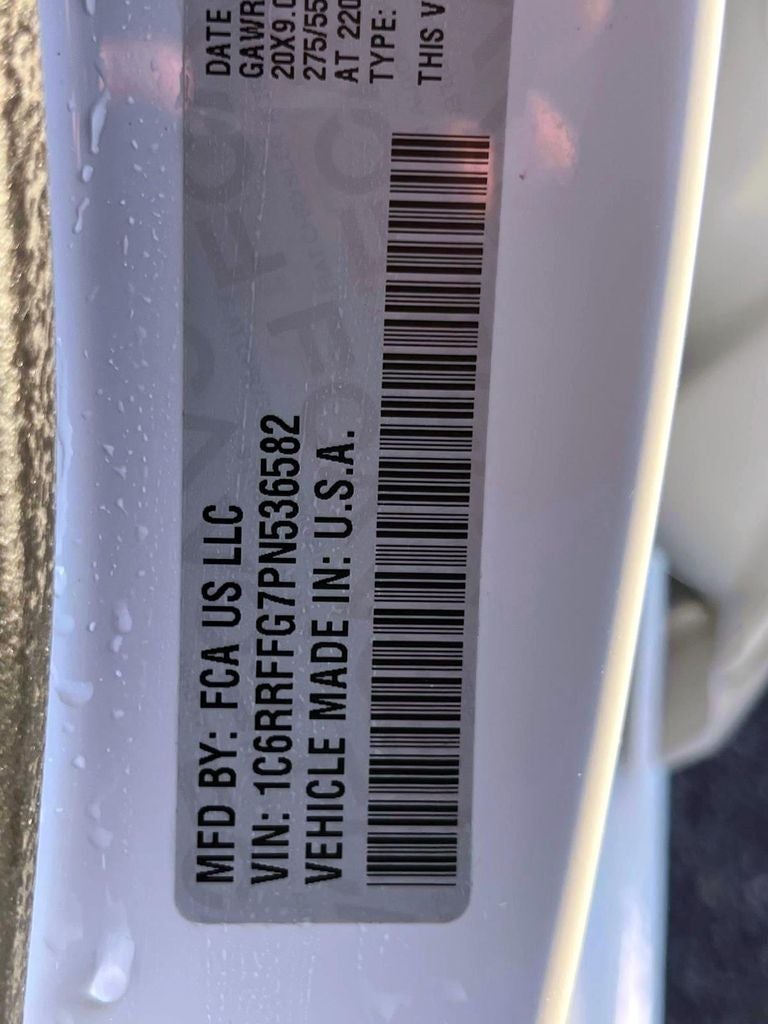 MFD BY: FCA US LLC
VIN: 1C6RRFFG7PN536582
VEHICLE MADE IN: U.S.A.
DATE
GAWR
20X9.0
275/55
AT 220
TYPE:
THIS V